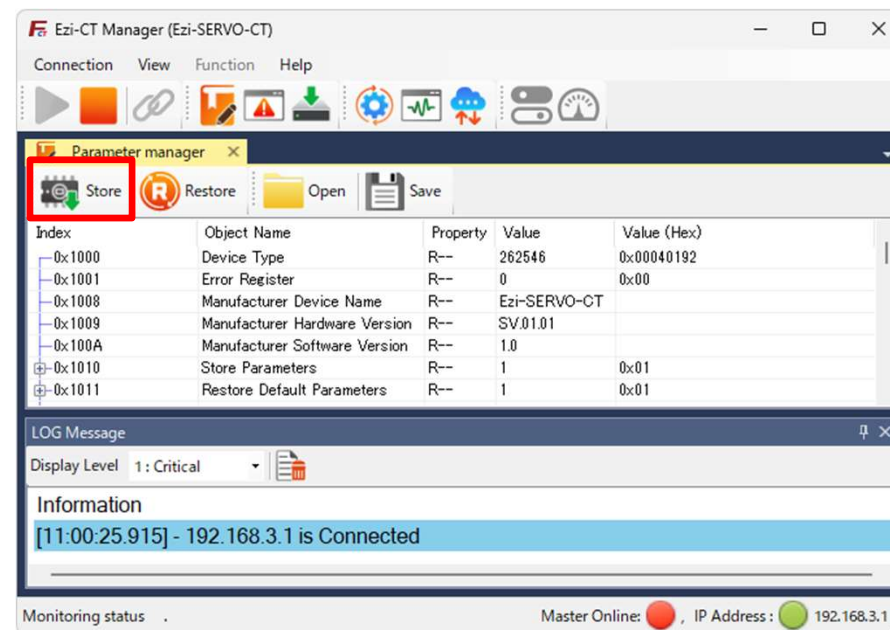 Ezi-CT Manager (Ezi-SERVO-CT)
Connection View Function Help
Parameter manager
Store Restore Open Save
Index Object Name Property Value Value (Hex)
0x1000 Device Type R-- 262546 0x00040192
0x1001 Error Register R-- 0 0x00
0x1008 Manufacturer Device Name R-- Ezi-SERVO-CT
0x1009 Manufacturer Hardware Version R-- SV.01.01
0x100A Manufacturer Software Version R-- 1.0
0x1010 Store Parameters R-- 1 0x01
0x1011 Restore Default Parameters R-- 1 0x01
LOG Message
Display Level 1 : Critical
Information
[11:00:25.915] - 192.168.3.1 is Connected
Monitoring status . Master Online: , IP Address : 192.168.3.1